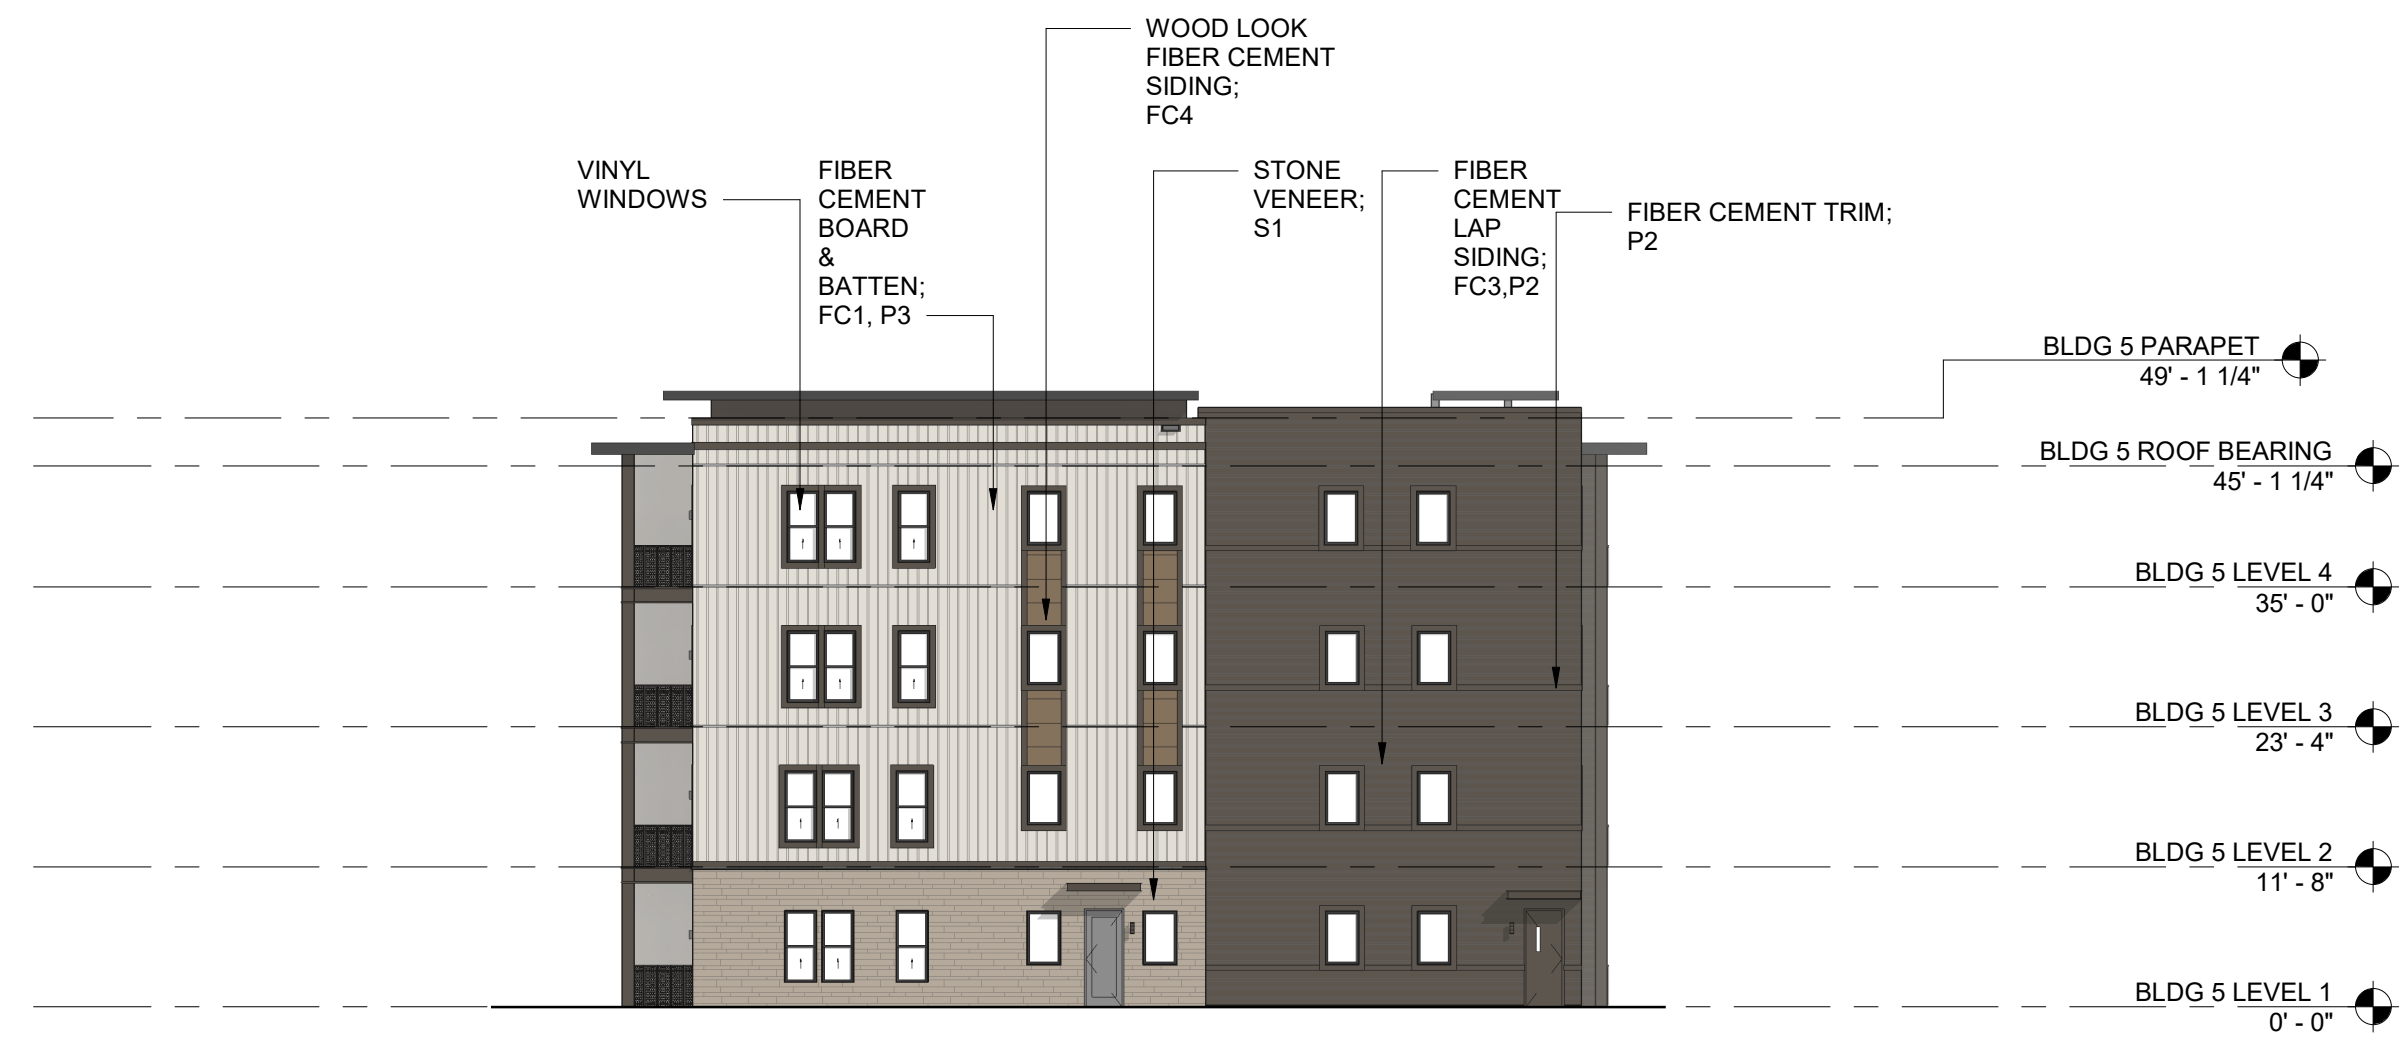 WOOD LOOK
FIBER CEMENT
SIDING;
FC4
VINYL
WINDOWS
FIBER
CEMENT
BOARD
&
BATTEN;
FC1, P3
STONE
VENEER;
S1
FIBER
CEMENT
LAP
SIDING;
FC3,P2
FIBER CEMENT TRIM;
P2
BLDG 5 PARAPET
49' - 1 1/4"
BLDG 5 ROOF BEARING
45' - 1 1/4"
BLDG 5 LEVEL 4
35' - 0"
BLDG 5 LEVEL 3
23' - 4"
BLDG 5 LEVEL 2
11' - 8"
BLDG 5 LEVEL 1
0' - 0"